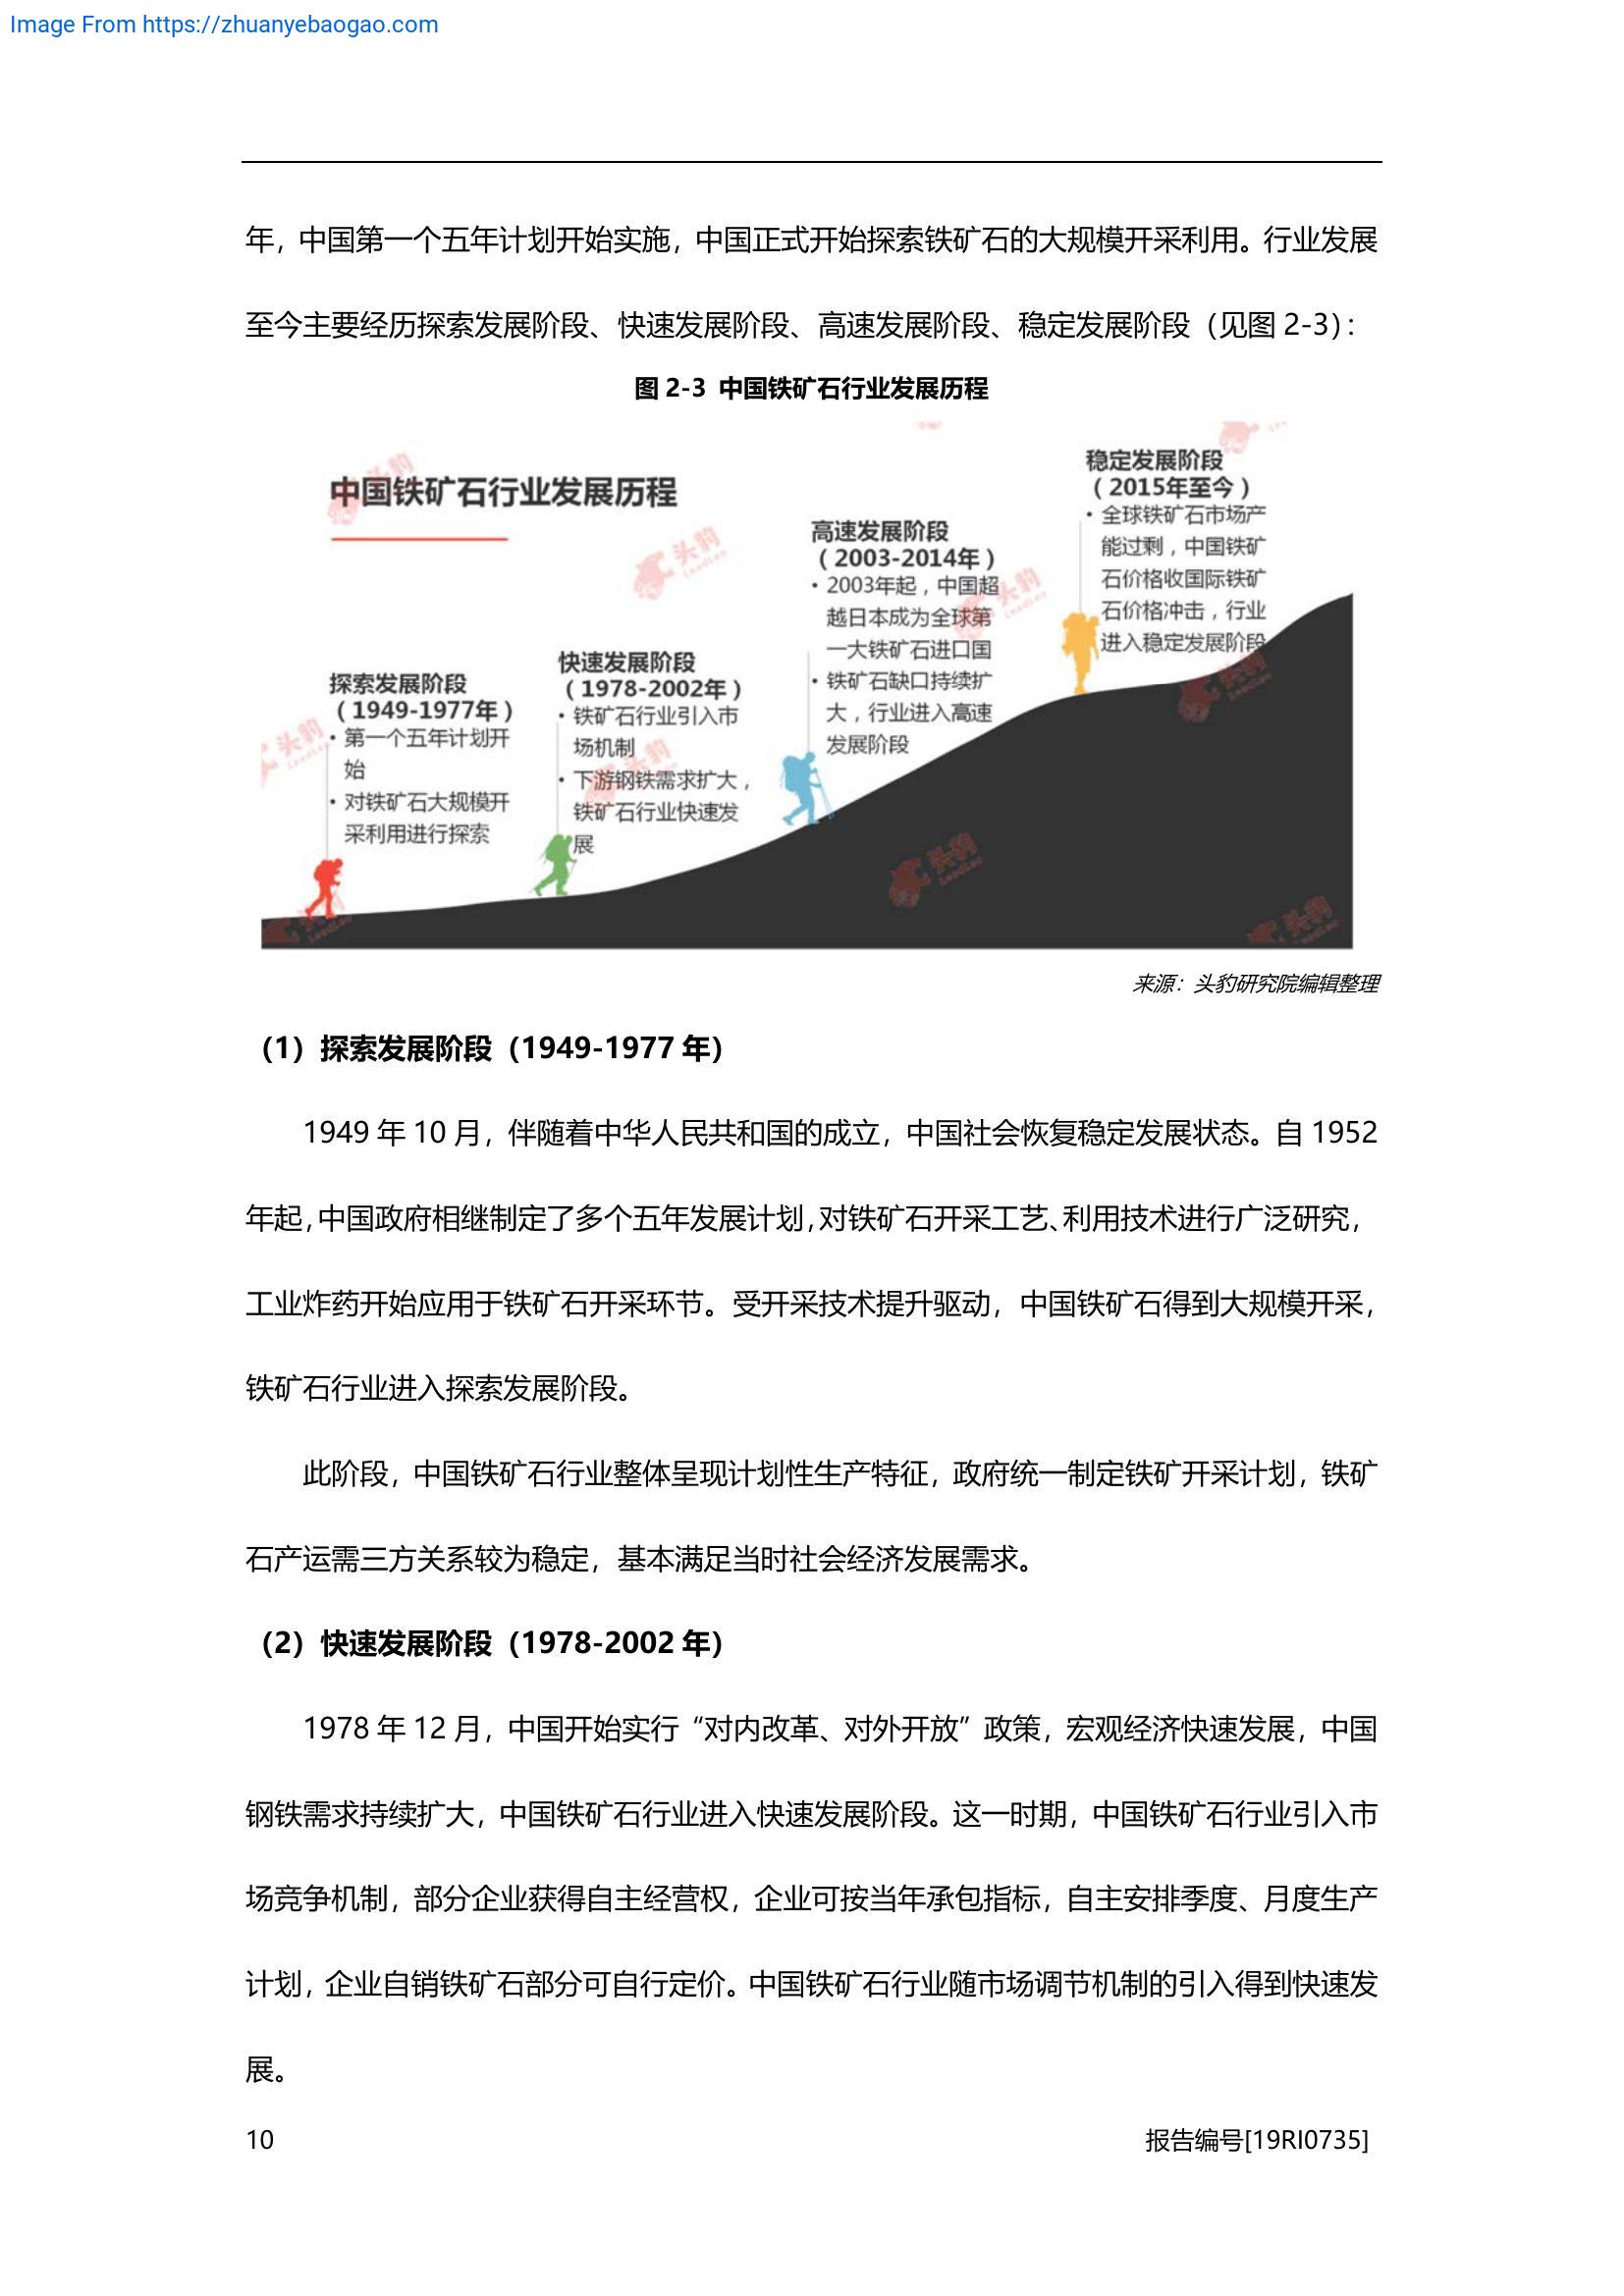 Image From https://zhuanyebaogao.com
年，中国第一个五年计划开始实施，中国正式开始探索铁矿石的大规模开采利用。行业发展
至今主要经历探索发展阶段、快速发展阶段、高速发展阶段、稳定发展阶段（见图 2-3）：
图 2-3 中国铁矿石行业发展历程
中国铁矿石行业发展历程
探索发展阶段
（1949-1977年）
• 第一个五年计划开
始
• 对铁矿石大规模开
采利用进行探索
快速发展阶段
（1978-2002年）
• 铁矿石行业引入市
场机制
• 下游钢铁需求扩大，
铁矿石行业快速发
展
高速发展阶段
（2003-2014年）
• 2003年起，中国超
越日本成为全球第
一大铁矿石进口国
• 铁矿石缺口持续扩
大，行业进入高速
发展阶段
稳定发展阶段
（2015年至今）
• 全球铁矿石市场产
能过剩，中国铁矿
石价格收国际铁矿
石价格冲击，行业
进入稳定发展阶段
头豹
LeadLeo
来源：头豹研究院编辑整理
（1）探索发展阶段（1949-1977 年）
1949 年 10 月，伴随着中华人民共和国的成立，中国社会恢复稳定发展状态。自 1952
年起，中国政府相继制定了多个五年发展计划，对铁矿石开采工艺、利用技术进行广泛研究，
工业炸药开始应用于铁矿石开采环节。受开采技术提升驱动，中国铁矿石得到大规模开采，
铁矿石行业进入探索发展阶段。
此阶段，中国铁矿石行业整体呈现计划性生产特征，政府统一制定铁矿开采计划，铁矿
石产运需三方关系较为稳定，基本满足当时社会经济发展需求。
（2）快速发展阶段（1978-2002 年）
1978 年 12 月，中国开始实行“对内改革、对外开放”政策，宏观经济快速发展，中国
钢铁需求持续扩大，中国铁矿石行业进入快速发展阶段。这一时期，中国铁矿石行业引入市
场竞争机制，部分企业获得自主经营权，企业可按当年承包指标，自主安排季度、月度生产
计划，企业自销铁矿石部分可自行定价。中国铁矿石行业随市场调节机制的引入得到快速发
展。
10
报告编号[19RI0735]